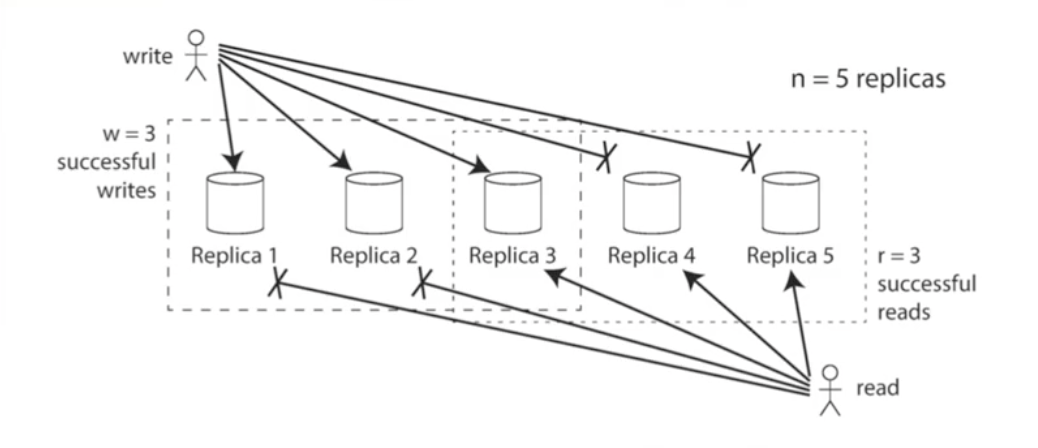 write
n = 5 replicas
w = 3
successful
writes
Replica 1
Replica 2
Replica 3
Replica 4
Replica 5
r = 3
successful
reads
read